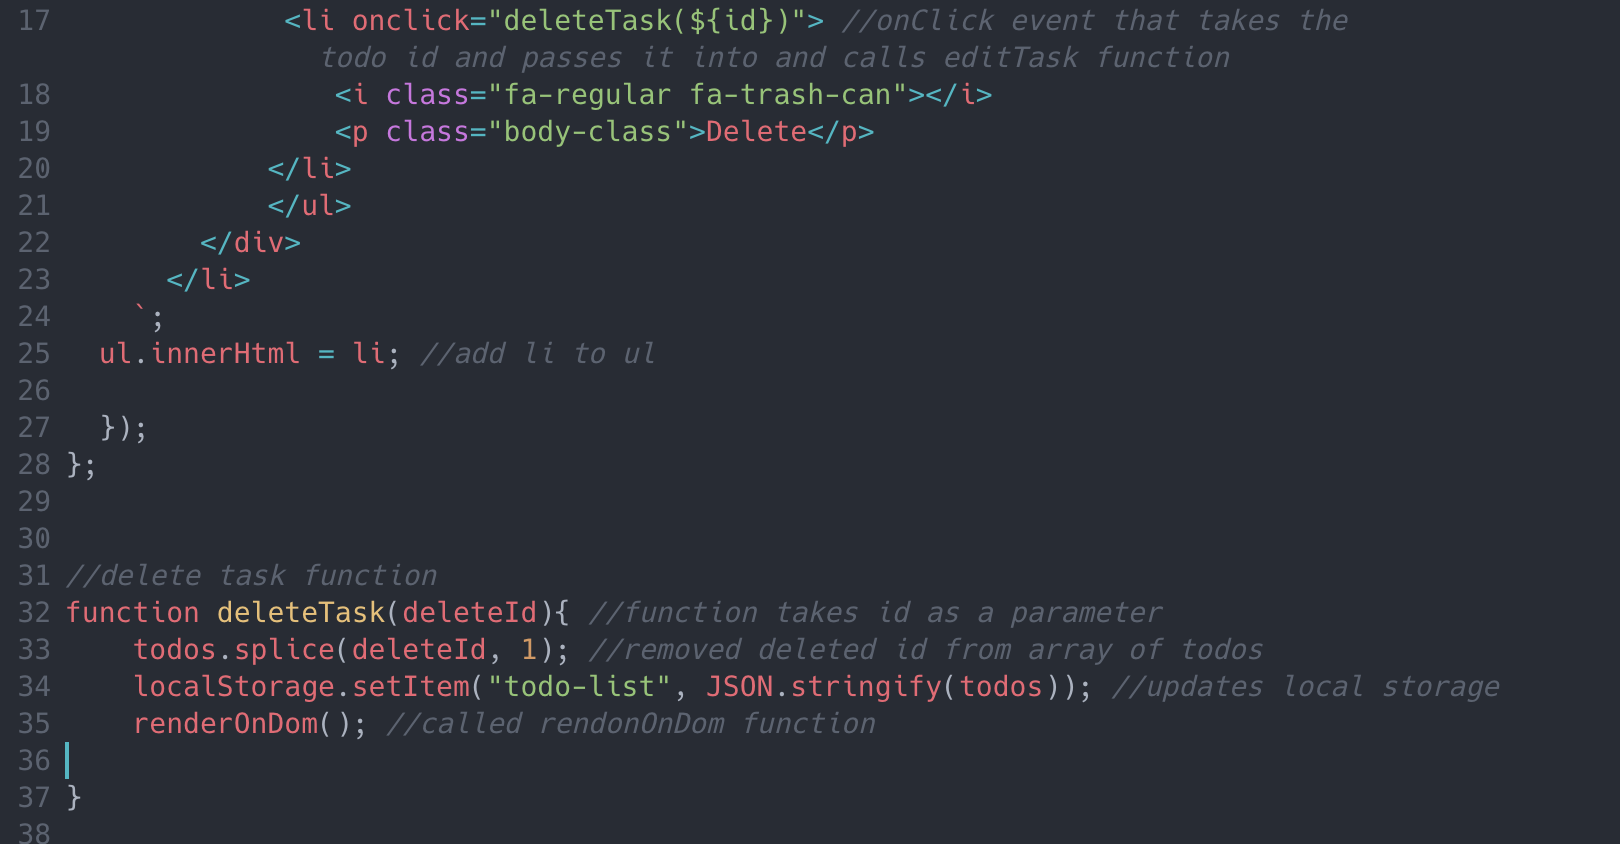 17 <li onclick="deleteTask(${id})"> //onClick event that takes the
todo id and passes it into and calls editTask function
18 <i class="fa-regular fa-trash-can"></i>
19 <p class="body-class">Delete</p>
20 </li>
21 </ul>
22 </div>
23 </li>
24 `;
25 ul.innerHtml = li; //add li to ul
26
27 });
28 };
29
30
31 //delete task function
32 function deleteTask(deleteId){ //function takes id as a parameter
33 todos.splice(deleteId, 1); //removed deleted id from array of todos
34 localStorage.setItem("todo-list", JSON.stringify(todos)); //updates local storage
35 renderOnDom(); //called rendonOnDom function
36
37 }
38